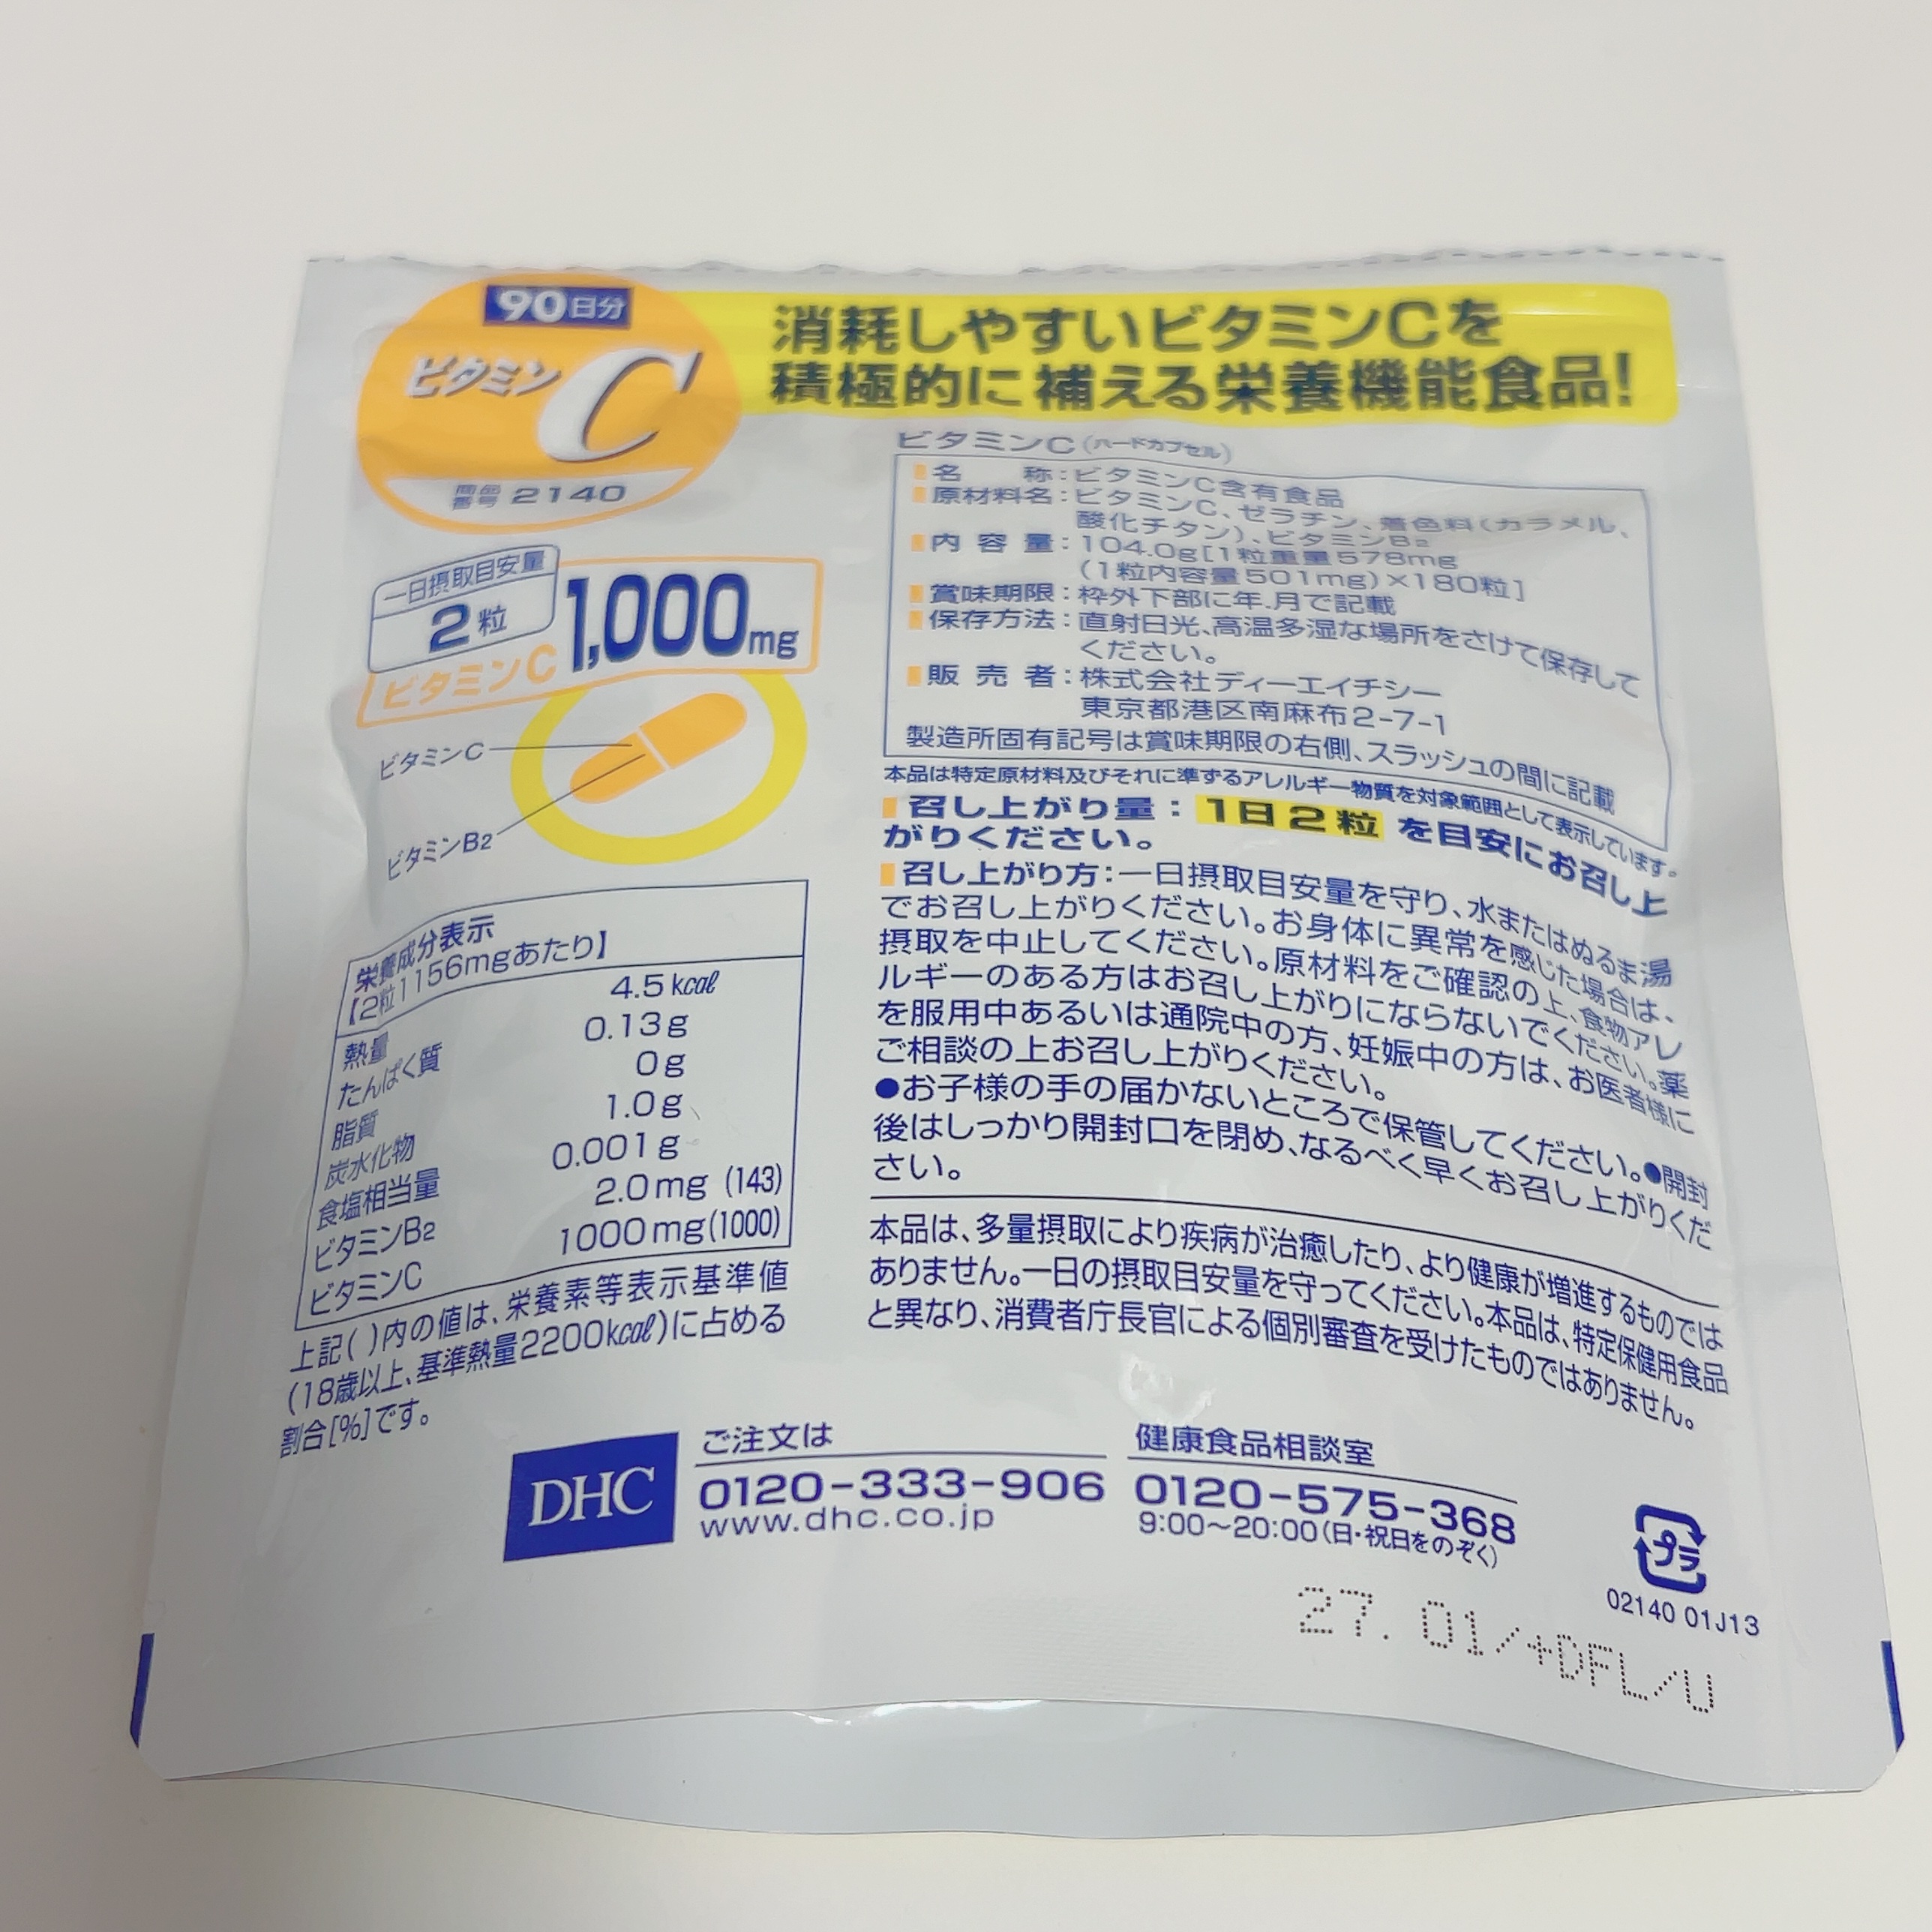 90日分
ビタミン
C
商品番号 2140
消耗しやすいビタミンCを
積極的に補える栄養機能食品!
一日摂取目安量
2粒
ビタミンC
1,000mg
ビタミンC
ビタミンB2
栄養成分表示
【2粒1156mgあたり】
熱量 4.5kcal
たんぱく質 0.13g
脂質 0g
炭水化物 1.0g
食塩相当量 0.001g
ビタミンB2 2.0mg (143)
ビタミンC 1000mg(1000)
上記( )内の値は、栄養素等表示基準値
(18歳以上、基準熱量2200kcal)に占める
割合[%]です。
ビタミンC(ハードカプセル)
名称:ビタミンC含有食品
原材料名:ビタミンC、ゼラチン、着色料(カラメル、
酸化チタン)、ビタミンB2
内容量:104.0g[1粒重量578mg
(1粒内容量501mg)×180粒]
賞味期限:枠外下部に年.月で記載
保存方法:直射日光、高温多湿な場所をさけて保存して
ください。
販売者:株式会社ディーエイチシー
東京都港区南麻布2-7-1
製造所固有記号は賞味期限の右側、スラッシュの間に記載
本品は特定原材料及びそれに準ずるアレルギー物質を対象範囲として表示しています。
召し上がり量:1日2粒を目安にお召し上
がりください。
召し上がり方:一日摂取目安量を守り、水またはぬるま湯
でお召し上がりください。お身体に異常を感じた場合は、
摂取を中止してください。原材料をご確認の上、食物アレ
ルギーのある方はお召し上がりにならないでください。薬
を服用中あるいは通院中の方、妊娠中の方は、お医者様に
ご相談の上お召し上がりください。
●お子様の手の届かないところで保管してください。●開封
後はしっかり開封口を閉め、なるべく早くお召し上がりくだ
さい。
本品は、多量摂取により疾病が治癒したり、より健康が増進するものでは
ありません。一日の摂取目安量を守ってください。本品は、特定保健用食品
と異なり、消費者庁長官による個別審査を受けたものではありません。
DHC
ご注文は
0120-333-906
www.dhc.co.jp
健康食品相談室
0120-575-368
9:00〜20:00(日・祝日をのぞく)
プラ
02140 01J13
27. 01/+DFL/U